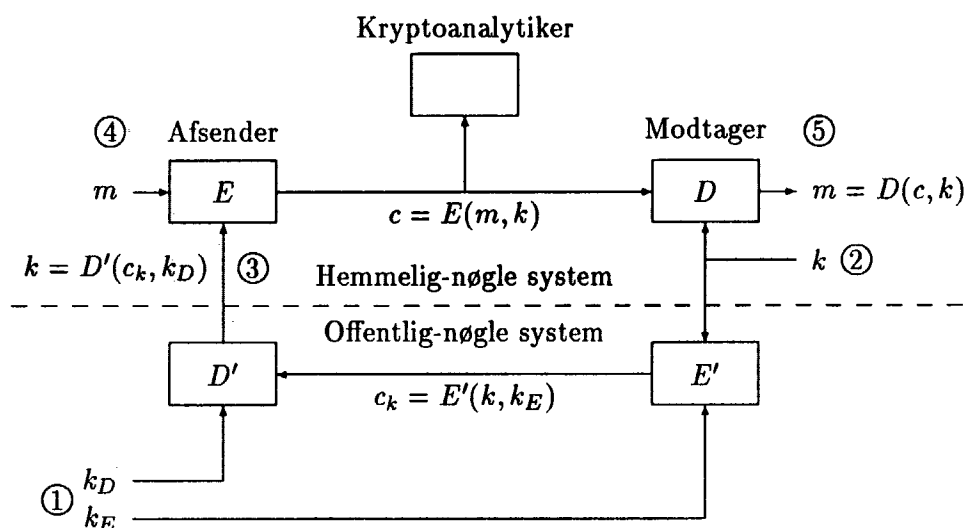 Kryptoanalytiker
④ Afsender Modtager ⑤
m E D m = D(c, k)
c = E(m, k)
k = D′(c_k, k_D) ③ k ②
Hemmelig-nøgle system
Offentlig-nøgle system
D′ E′
c_k = E′(k, k_E)
① k_D
k_E